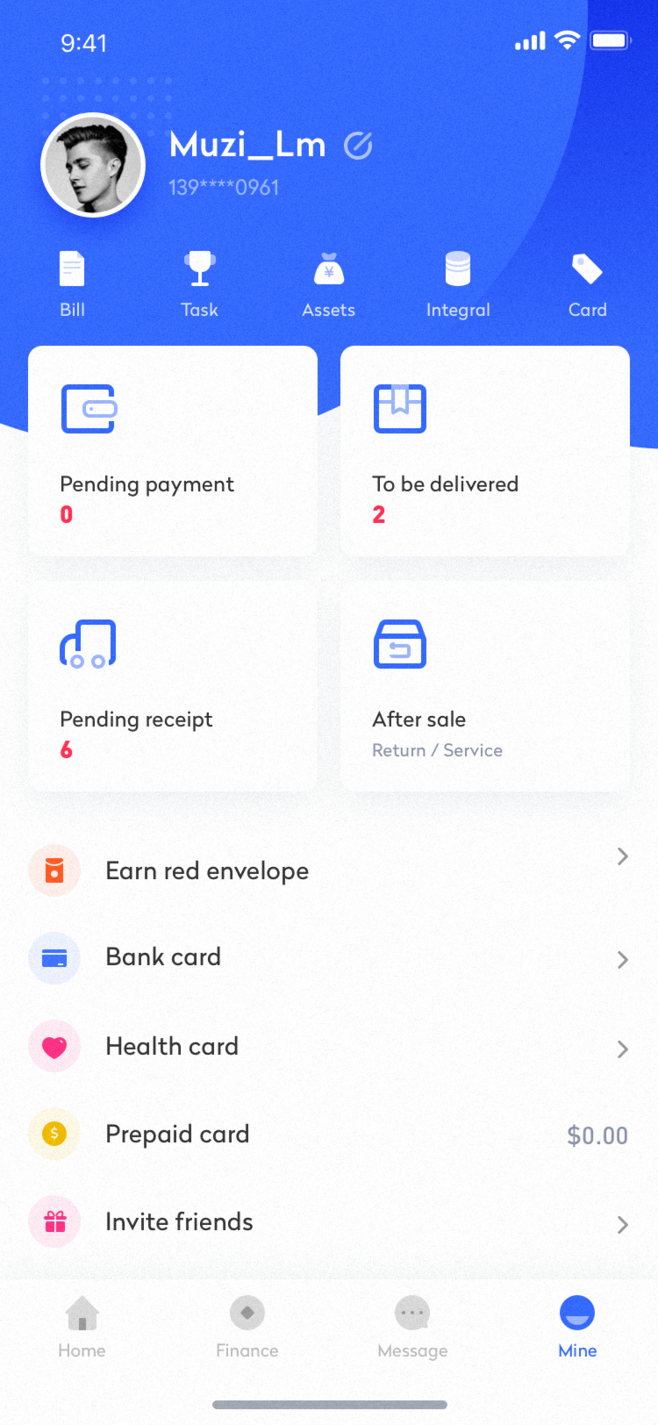 9:41
Muzi_Lm
139****0961
Bill
Task
Assets
Integral
Card
Pending payment
0
To be delivered
2
Pending receipt
6
After sale
Return / Service
Earn red envelope
Bank card
Health card
Prepaid card
$0.00
Invite friends
Home
Finance
Message
Mine